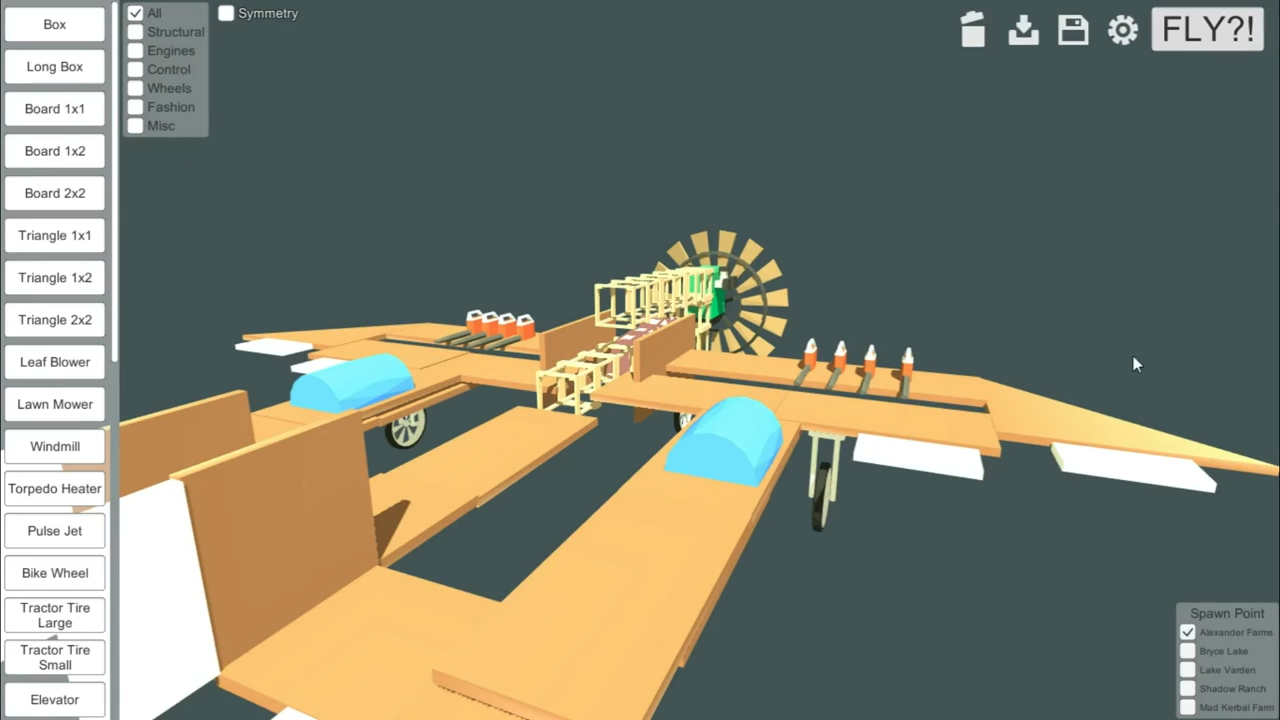 Box
Long Box
Board 1x1
Board 1x2
Board 2x2
Triangle 1x1
Triangle 1x2
Triangle 2x2
Leaf Blower
Lawn Mower
Windmill
Torpedo Heater
Pulse Jet
Bike Wheel
Tractor Tire
Large
Tractor Tire
Small
Elevator
All
Structural
Engines
Control
Wheels
Fashion
Misc
Symmetry
FLY?!
Spawn Point
Alexander Farms
Bryce Lake
Lake Varden
Shadow Ranch
Mad Kerbal Farm